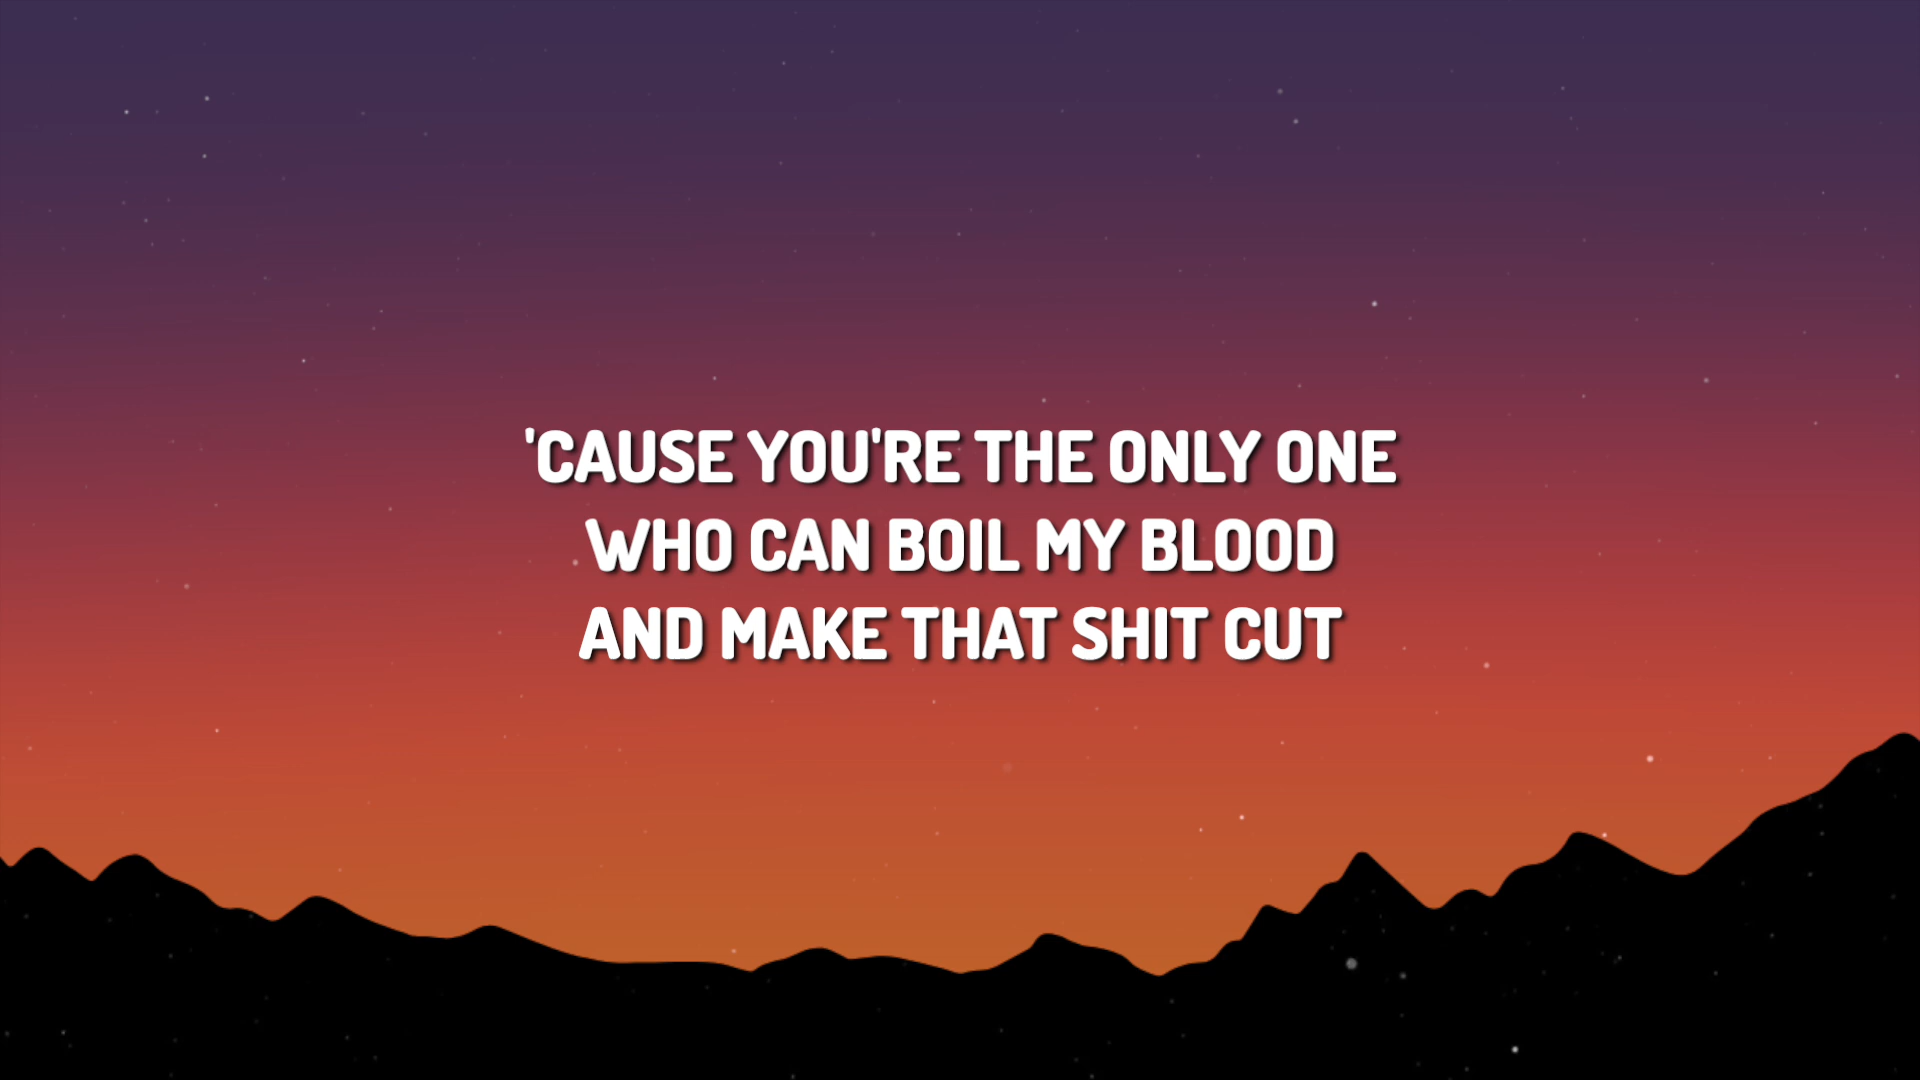 'CAUSE YOU'RE THE ONLY ONE
WHO CAN BOIL MY BLOOD
AND MAKE THAT SHIT CUT